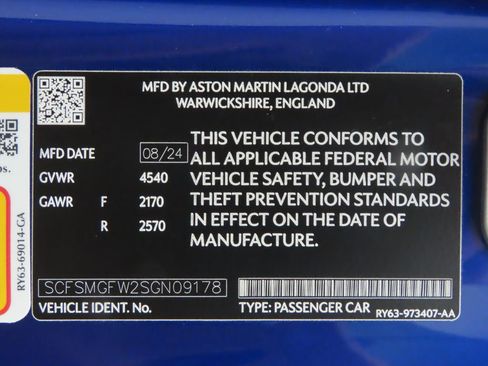 MFD BY ASTON MARTIN LAGONDA LTD
WARWICKSHIRE, ENGLAND
MFD DATE 08/24
GVWR 4540
GAWR F 2170
R 2570
THIS VEHICLE CONFORMS TO
ALL APPLICABLE FEDERAL MOTOR
VEHICLE SAFETY, BUMPER AND
THEFT PREVENTION STANDARDS
IN EFFECT ON THE DATE OF
MANUFACTURE.
SCFSMGFW2SGN09178
VEHICLE IDENT. No.
TYPE: PASSENGER CAR
RY63-973407-AA
bs.
RY63-69014-GA